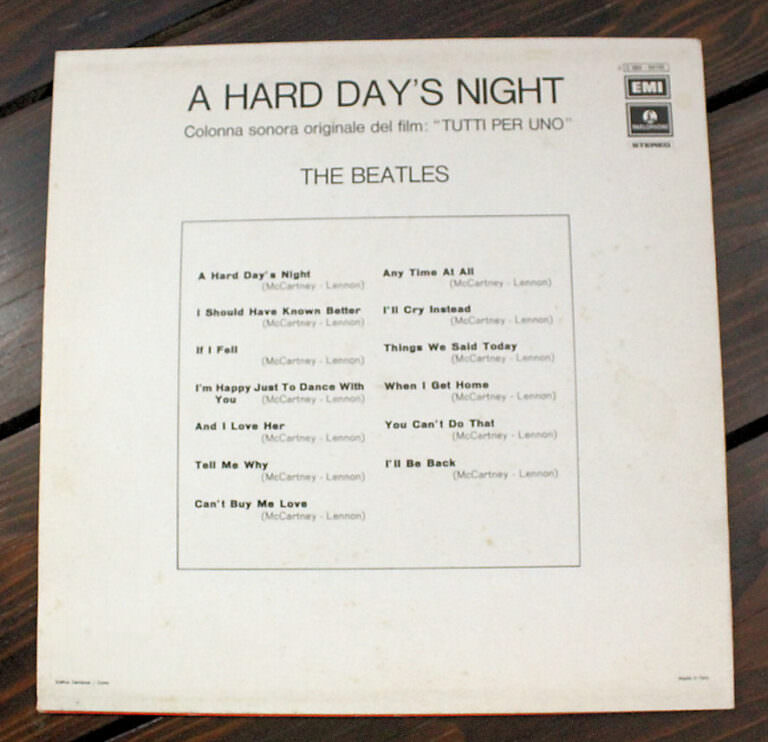 A HARD DAY'S NIGHT
Colonna sonora originale del film: "TUTTI PER UNO"
THE BEATLES
EMI
PARLOPHONE
STEREO
A Hard Day's Night
(McCartney - Lennon)
I Should Have Known Better
(McCartney - Lennon)
If I Fell
(McCartney - Lennon)
I'm Happy Just To Dance With
You (McCartney - Lennon)
And I Love Her
(McCartney - Lennon)
Tell Me Why
(McCartney - Lennon)
Can't Buy Me Love
(McCartney - Lennon)
Any Time At All
(McCartney - Lennon)
I'll Cry Instead
(McCartney - Lennon)
Things We Said Today
(McCartney - Lennon)
When I Get Home
(McCartney - Lennon)
You Can't Do That
(McCartney - Lennon)
I'll Be Back
(McCartney - Lennon)
Made in Italy